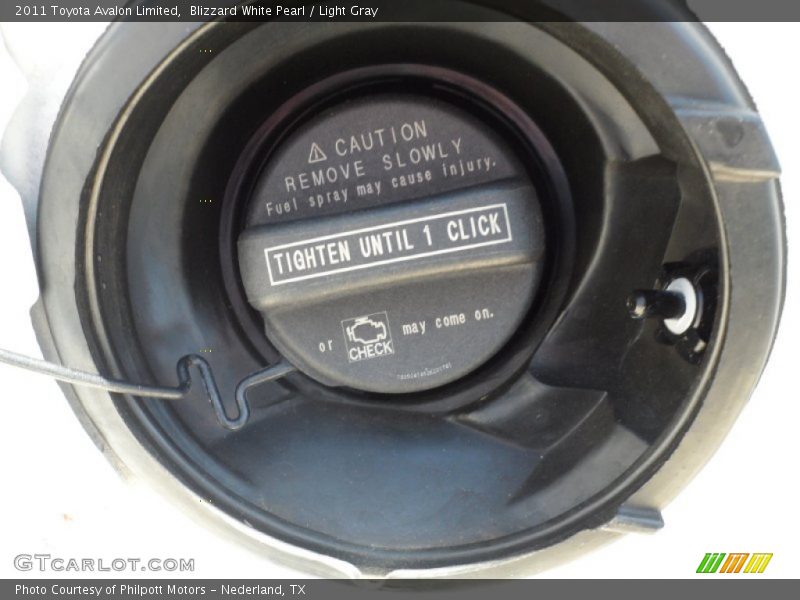 2011 Toyota Avalon Limited, Blizzard White Pearl / Light Gray
CAUTION
REMOVE SLOWLY
Fuel spray may cause injury.
TIGHTEN UNTIL 1 CLICK
or CHECK may come on.
GTCARLOT.COM
Photo Courtesy of Philpott Motors - Nederland, TX